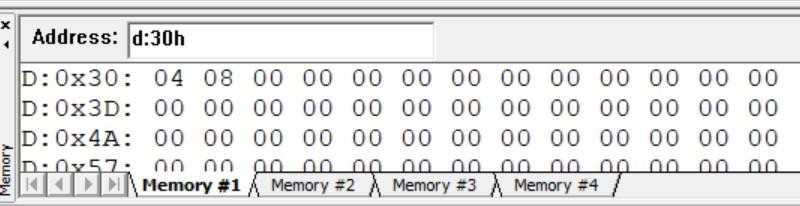 Address: d:30h
D:0x30: 04 08 00 00 00 00 00 00 00 00 00 00 00
D:0x3D: 00 00 00 00 00 00 00 00 00 00 00 00 00
D:0x4A: 00 00 00 00 00 00 00 00 00 00 00 00 00
D:0x57: 00 00 00 00 00 00 00 00 00 00 00 00 00
Memory
Memory #1 Memory #2 Memory #3 Memory #4